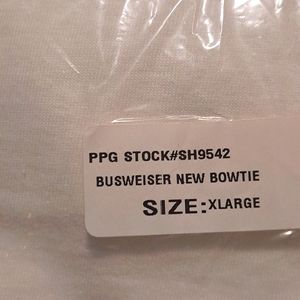 PPG STOCK#SH9542
BUSWEISER NEW BOWTIE
SIZE:XLARGE